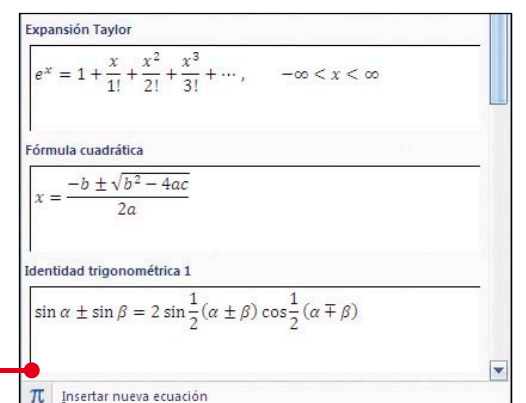 Expansión Taylor
e^x = 1 + x/1! + x^2/2! + x^3/3! + ⋯ ,  −∞ < x < ∞
Fórmula cuadrática
x = (−b ± √(b^2 − 4ac))/2a
Identidad trigonométrica 1
sin α ± sin β = 2 sin 1/2 (α ± β) cos 1/2 (α ∓ β)
π Insertar nueva ecuación